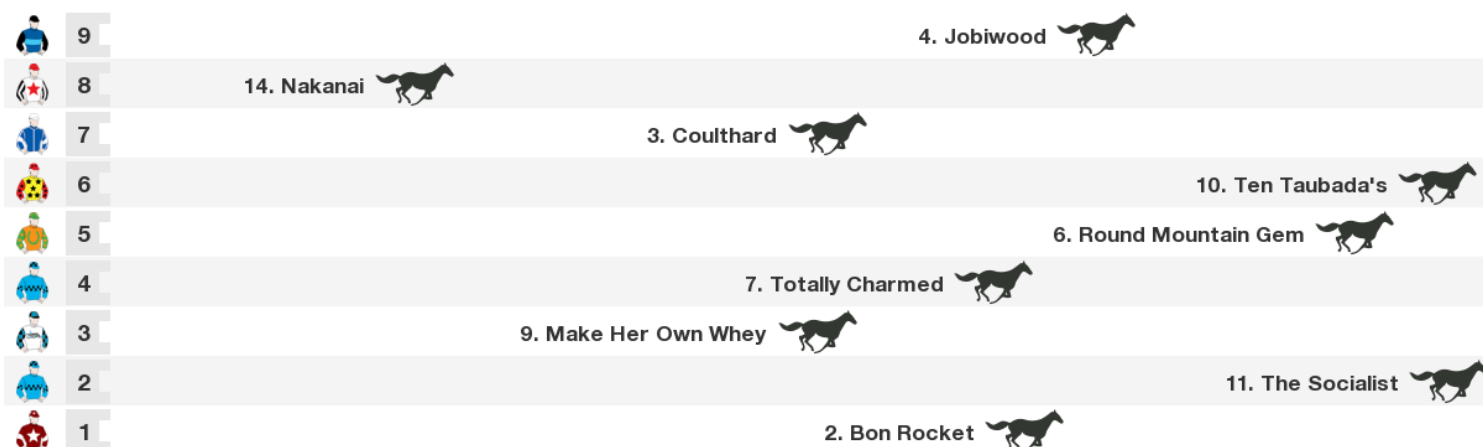 9 4. Jobiwood
8 14. Nakanai
7 3. Coulthard
6 10. Ten Taubada's
5 6. Round Mountain Gem
4 7. Totally Charmed
3 9. Make Her Own Whey
2 11. The Socialist
1 2. Bon Rocket